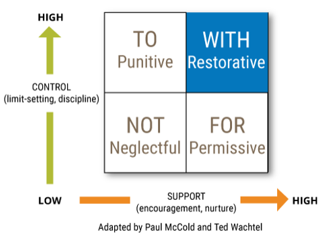 HIGH
TO
Punitive
WITH
Restorative
CONTROL
(limit-setting, discipline)
NOT
Neglectful
FOR
Permissive
LOW
SUPPORT
(encouragement, nurture)
HIGH
Adapted by Paul McCold and Ted Wachtel